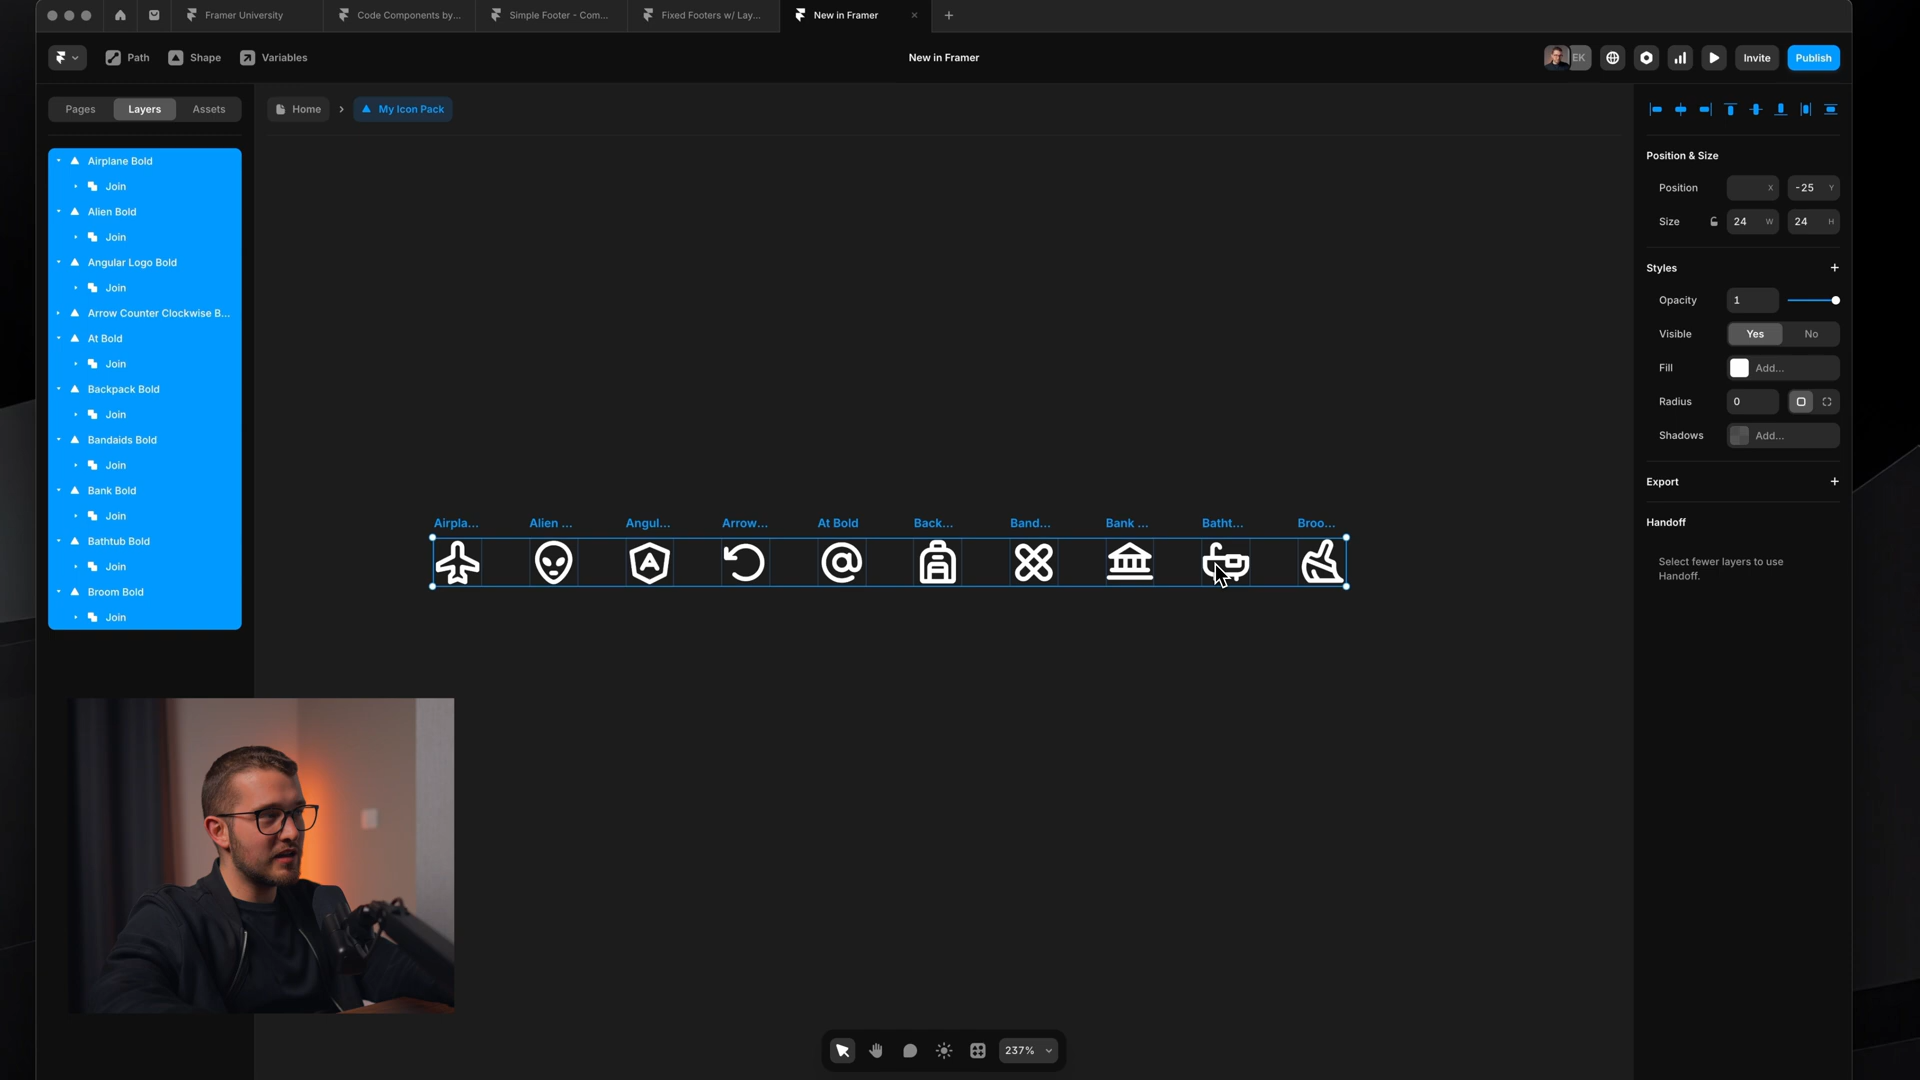 Framer University
Code Components by...
Simple Footer - Com...
Fixed Footers w/ Lay...
New in Framer
Path
Shape
Variables
New in Framer
EK
Invite
Publish
Pages
Layers
Assets
Home
My Icon Pack
Airplane Bold
Join
Alien Bold
Join
Angular Logo Bold
Join
Arrow Counter Clockwise B...
At Bold
Join
Backpack Bold
Join
Bandaids Bold
Join
Bank Bold
Join
Bathtub Bold
Join
Broom Bold
Join
Airpla...
Alien ...
Angul...
Arrow...
At Bold
Back...
Band...
Bank ...
Batht...
Broo...
237%
Position & Size
Position
X
-25
Y
Size
24
W
24
H
Styles
Opacity
1
Visible
Yes
No
Fill
Add...
Radius
0
Shadows
Add...
Export
Handoff
Select fewer layers to use
Handoff.